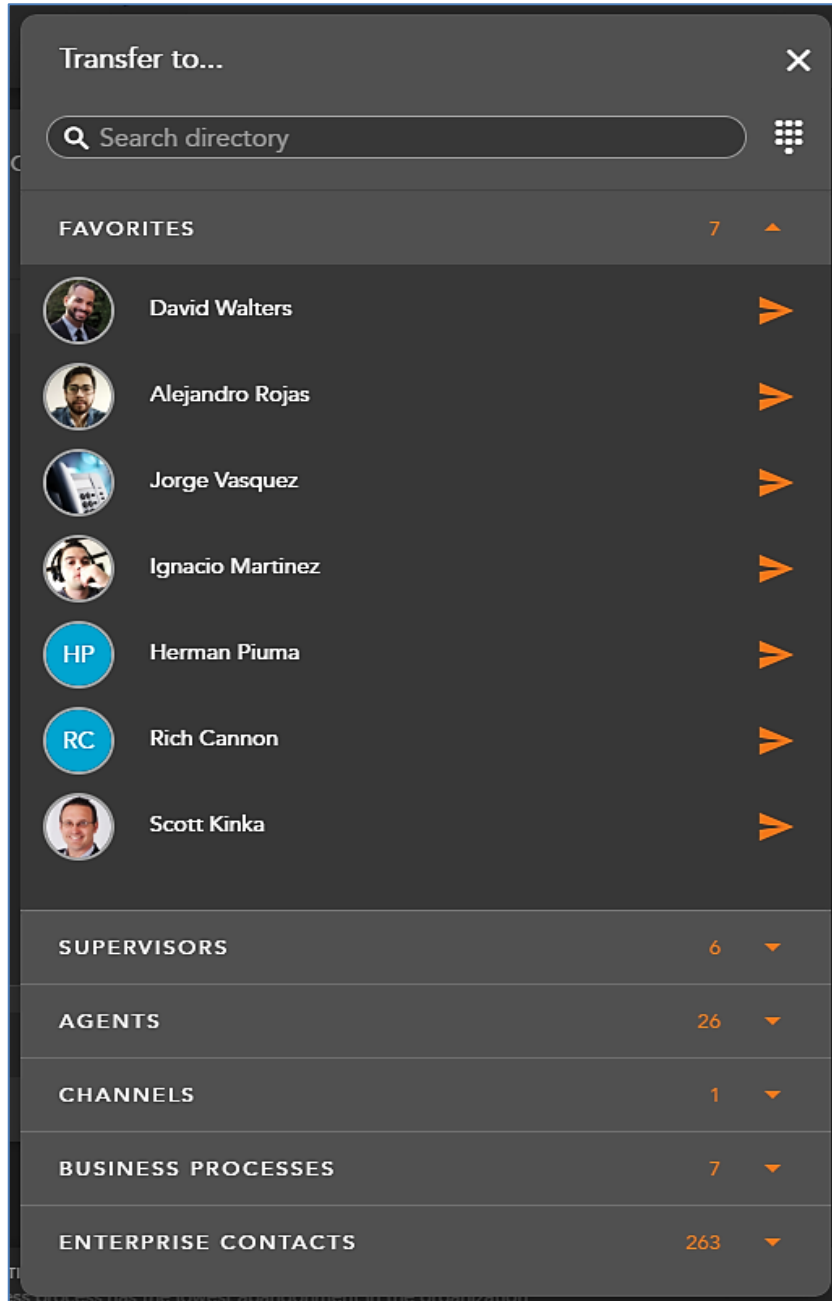 Transfer to...
Search directory
FAVORITES 7
David Walters
Alejandro Rojas
Jorge Vasquez
Ignacio Martinez
HP Herman Piuma
RC Rich Cannon
Scott Kinka
SUPERVISORS 6
AGENTS 26
CHANNELS 1
BUSINESS PROCESSES 7
ENTERPRISE CONTACTS 263